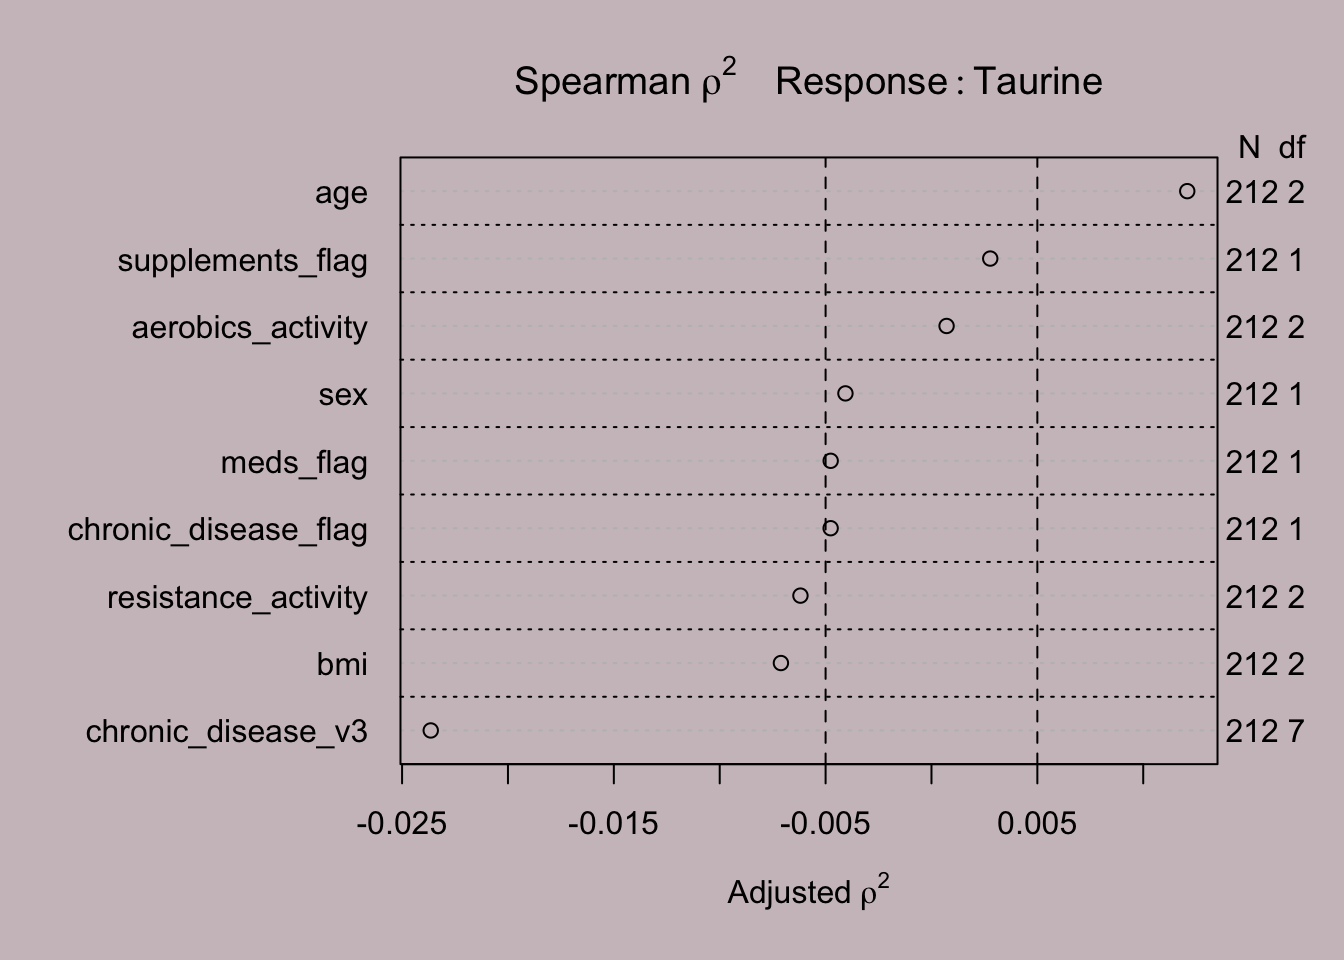 Spearman ρ² Response : Taurine
N df
age 212 2
supplements_flag 212 1
aerobics_activity 212 2
sex 212 1
meds_flag 212 1
chronic_disease_flag 212 1
resistance_activity 212 2
bmi 212 2
chronic_disease_v3 212 7
-0.025 -0.015 -0.005 0.005
Adjusted ρ²